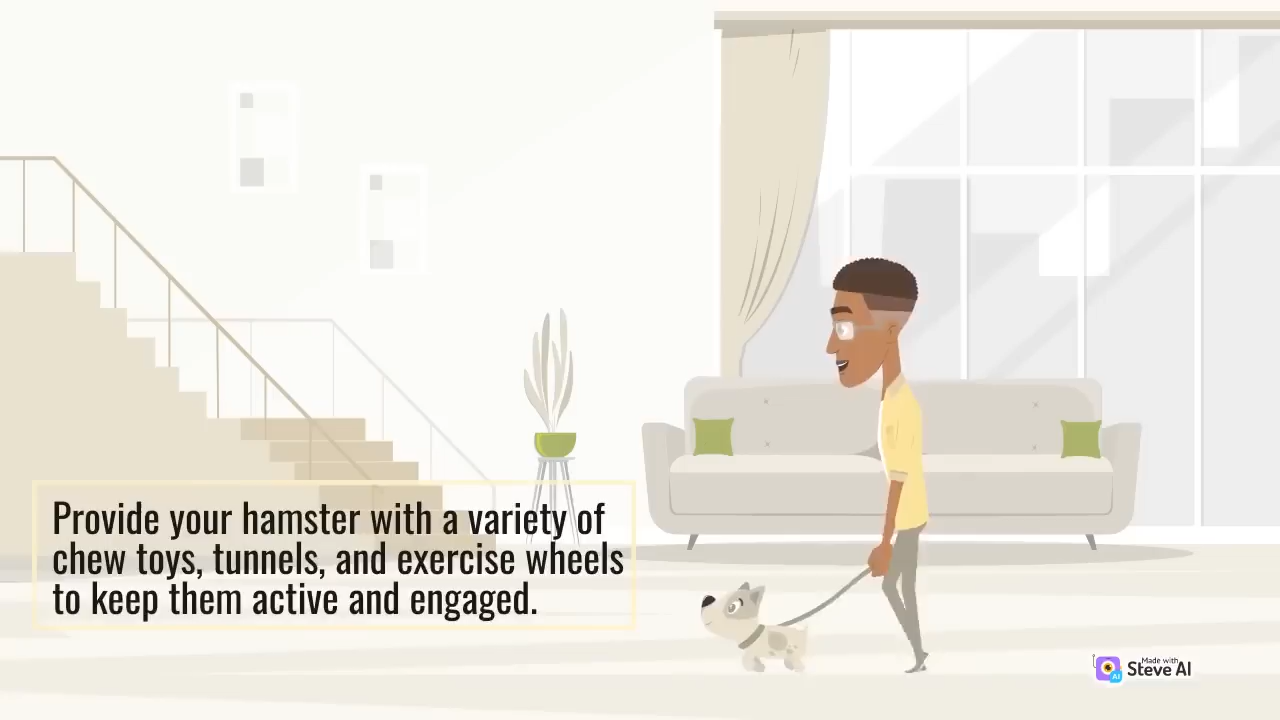 Provide your hamster with a variety of
chew toys, tunnels, and exercise wheels
to keep them active and engaged.
Made with
Steve AI
AI